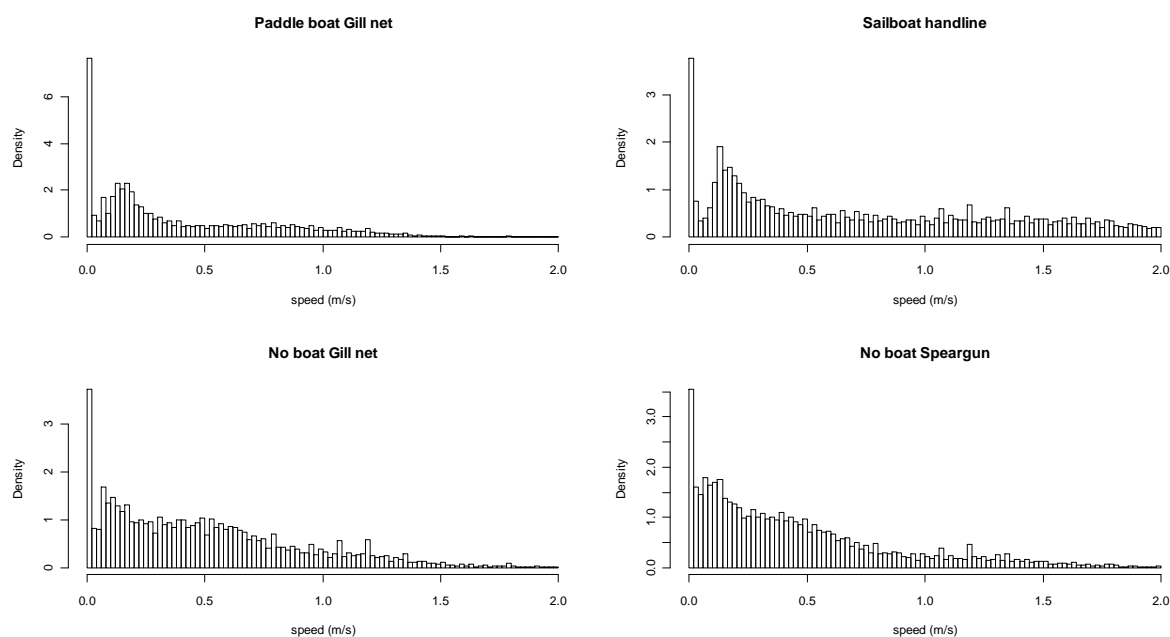 Paddle boat Gill net
Density
0 2 4 6
0.0 0.5 1.0 1.5 2.0
speed (m/s)
Sailboat handline
Density
0 1 2 3
0.0 0.5 1.0 1.5 2.0
speed (m/s)
No boat Gill net
Density
0 1 2 3
0.0 0.5 1.0 1.5 2.0
speed (m/s)
No boat Speargun
Density
0.0 1.0 2.0 3.0
0.0 0.5 1.0 1.5 2.0
speed (m/s)